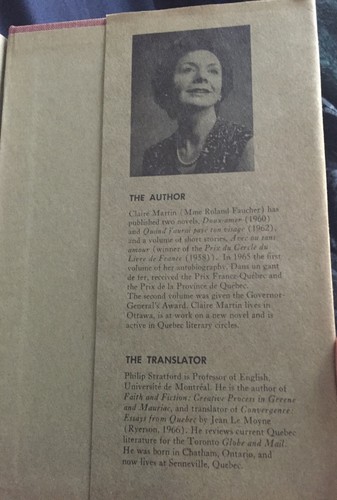 THE AUTHOR
Claire Martin (Mme Roland Faucher) has
published two novels, Doux-amer (1960)
and Quand j'aurai payé ton visage (1962),
and a volume of short stories, Avec ou sans
amour (winner of the Prix du Cercle du
Livre de France (1958)). In 1965 the first
volume of her autobiography, Dans un gant
de fer, received the Prix France-Québec and
the Prix de la Province de Québec.
The second volume was given the Governor-
General's Award. Claire Martin lives in
Ottawa, is at work on a new novel and is
active in Quebec literary circles.
THE TRANSLATOR
Philip Stratford is Professor of English,
Université de Montréal. He is the author of
Faith and Fiction: Creative Process in Greene
and Mauriac, and translator of Convergence:
Essays from Quebec by Jean Le Moyne
(Ryerson, 1966). He reviews current Quebec
literature for the Toronto Globe and Mail.
He was born in Chatham, Ontario, and
now lives at Senneville, Quebec.